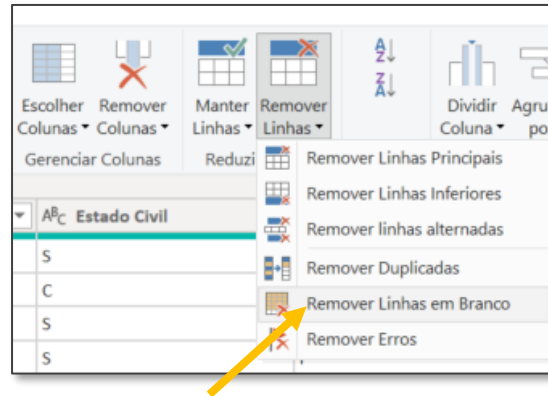 Escolher Remover Manter Remover Dividir Agru
Colunas Colunas Linhas Linhas Coluna po
Gerenciar Colunas Reduzi
A Z
Z A
Remover Linhas Principais
Remover Linhas Inferiores
Remover linhas alternadas
Remover Duplicadas
Remover Linhas em Branco
Remover Erros
ABC Estado Civil
S
C
S
S